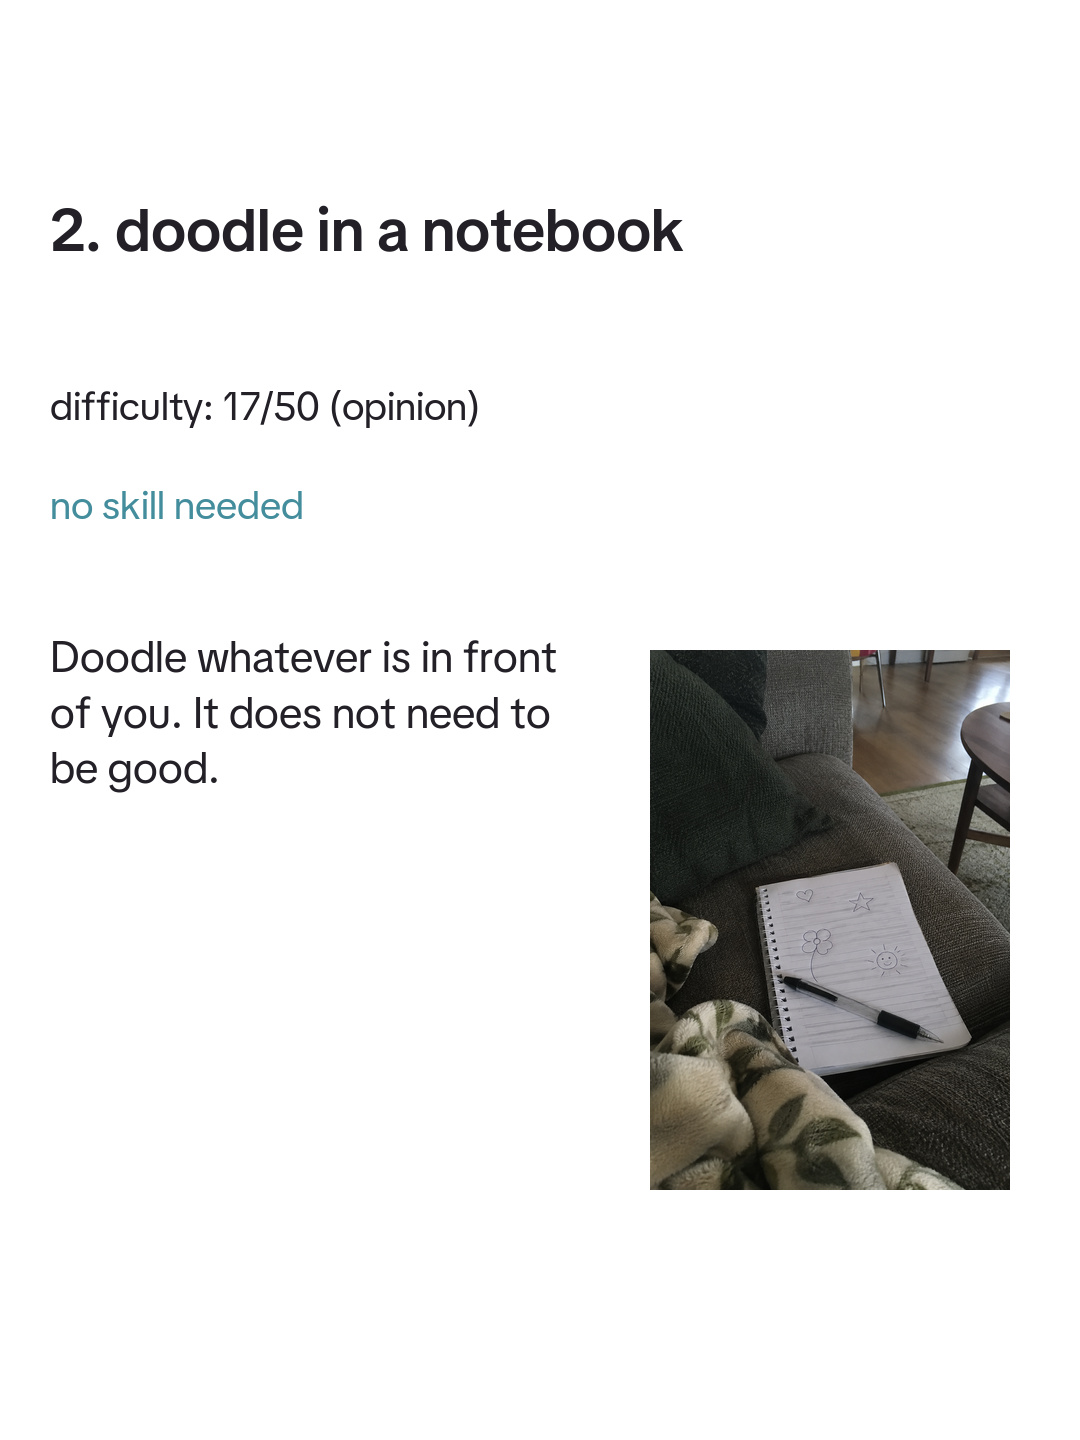 2. doodle in a notebook
difficulty: 17/50 (opinion)
no skill needed
Doodle whatever is in front
of you. It does not need to
be good.